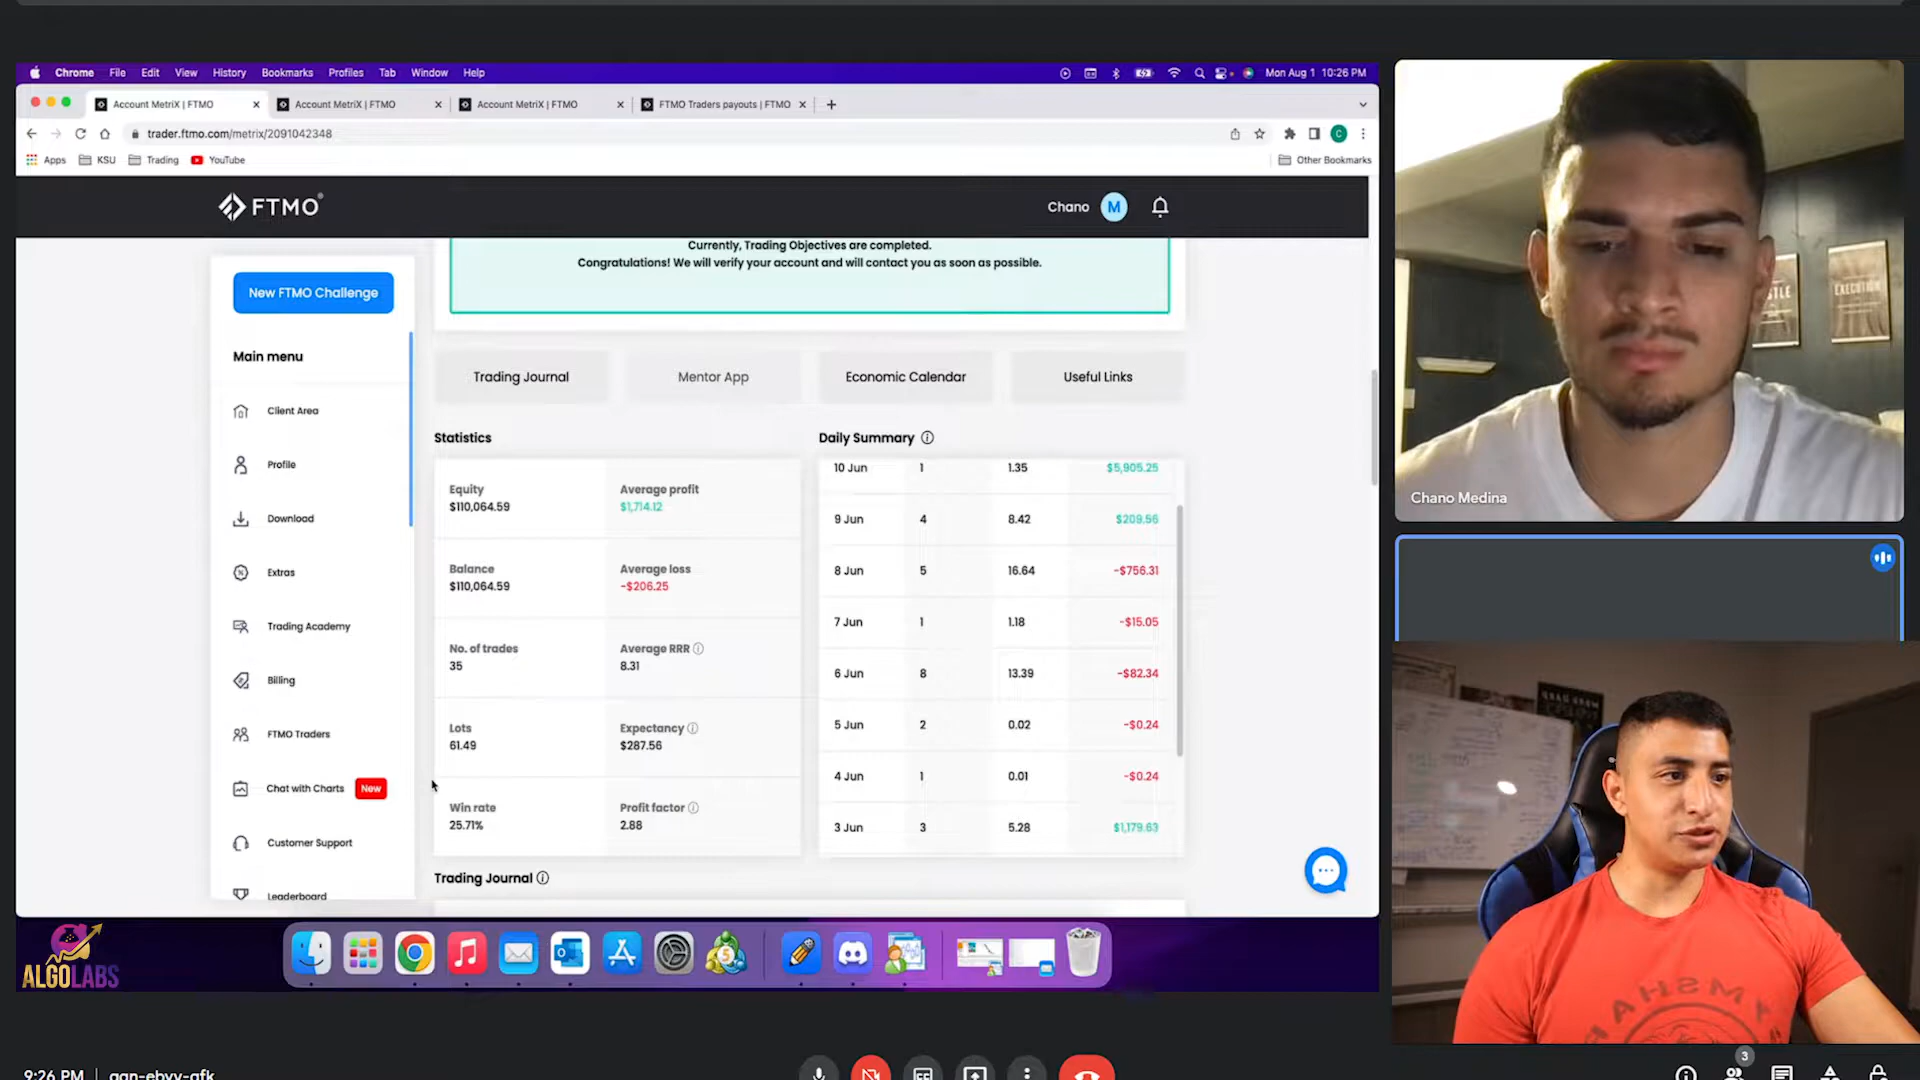 Chrome File Edit View History Bookmarks Profiles Tab Window Help Mon Aug 1 10:26 PM
Account MetriX | FTMO Account MetriX | FTMO Account MetriX | FTMO FTMO Traders payouts | FTMO
trader.ftmo.com/metrix/2091042348 C
Apps KSU Trading YouTube Other Bookmarks
FTMO Chano M
Currently, Trading Objectives are completed.
Congratulations! We will verify your account and will contact you as soon as possible.
New FTMO Challenge
Main menu
Client Area
Profile
Download
Extras
Trading Academy
Billing
FTMO Traders
Chat with Charts New
Customer Support
Leaderboard
Trading Journal Mentor App Economic Calendar Useful Links
Statistics
Equity Average profit
$110,064.59 $1,714.12
Balance Average loss
$110,064.59 -$206.25
No. of trades Average RRR
35 8.31
Lots Expectancy
61.49 $287.56
Win rate Profit factor
25.71% 2.88
Daily Summary
10 Jun 1 1.35 $5,905.25
9 Jun 4 8.42 $209.56
8 Jun 5 16.64 -$756.31
7 Jun 1 1.18 -$15.05
6 Jun 8 13.39 -$82.34
5 Jun 2 0.02 -$0.24
4 Jun 1 0.01 -$0.24
3 Jun 3 5.28 $1,179.63
Trading Journal
EXECUTION
Chano Medina
ALGOLABS
9:26 PM | aqn-ebyy-qfk
3